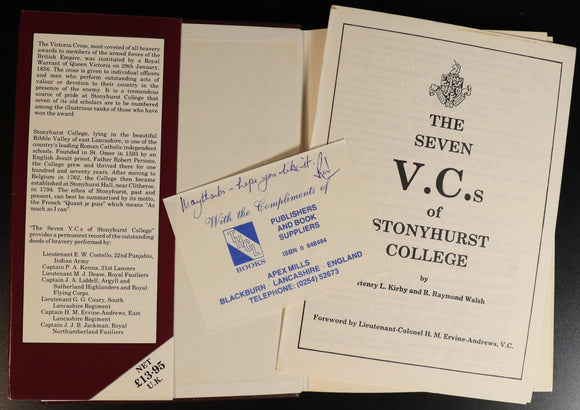 The Victoria Cross, most coveted of all bravery
awards to members of the armed forces of the
British Empire, was instituted by a Royal
Warrant of Queen Victoria on 29th January,
1856. The cross is given to individual officers
and men who perform outstanding acts of
valour or devotion to their country in the
presence of the enemy. It is a tremendous
source of pride at Stonyhurst College that
seven of its old scholars are to be numbered
among the illustrious ranks of those who have
won the award.
Stonyhurst College, lying in the beautiful
Ribble Valley of east Lancashire, is one of the
country's leading Roman Catholic independent
schools. Founded in St. Omer in 1593 by an
English Jesuit priest, Father Robert Persons,
the College grew and thrived there for one
hundred and seventy years. After moving to
Belgium in 1762, the College then became
established at Stonyhurst Hall, near Clitheroe,
in 1794. The ethos of Stonyhurst, past and
present, can best be summarised by its motto,
the French "Quant je puis" which means "As
much as I can".
'The Seven V.C.s of Stonyhurst College'
provides a permanent record of the outstanding
deeds of bravery performed by:
Lieutenant E. W. Costello, 22nd Punjabis,
Indian Army
Captain P. A. Kenna, 21st Lancers
Lieutenant M. J. Dease, Royal Fusiliers
Captain J. A. Liddell, Argyll and
Sutherland Highlanders and Royal
Flying Corps.
Lieutenant G. G. Coury, South
Lancashire Regiment
Captain H. M. Ervine-Andrews, East
Lancashire Regiment
Captain J. J. B. Jackman, Royal
Northumberland Fusiliers
NET
£13.95
U.K.
Many thanks - hope you like it.
With the Compliments of
THCL
BOOKS
PUBLISHERS
AND BOOK
SUPPLIERS
ISBN 0 948494
APEX MILLS
BLACKBURN · LANCASHIRE · ENGLAND
TELEPHONE: (0254) 52573
THE
SEVEN
V.C.s
of
STONYHURST
COLLEGE
by
Henry L. Kirby and R. Raymond Walsh
Foreword by Lieutenant-Colonel H. M. Ervine-Andrews, V.C.